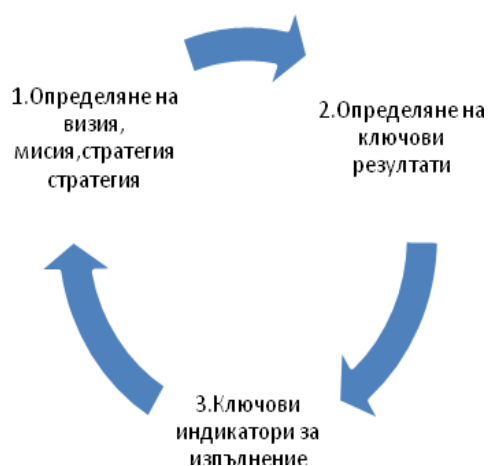 1.Определяне на
визия,
мисия,стратегия
стратегия
2.Определяне на
ключови
резултати
3.Ключови
индикатори за
изпълнение